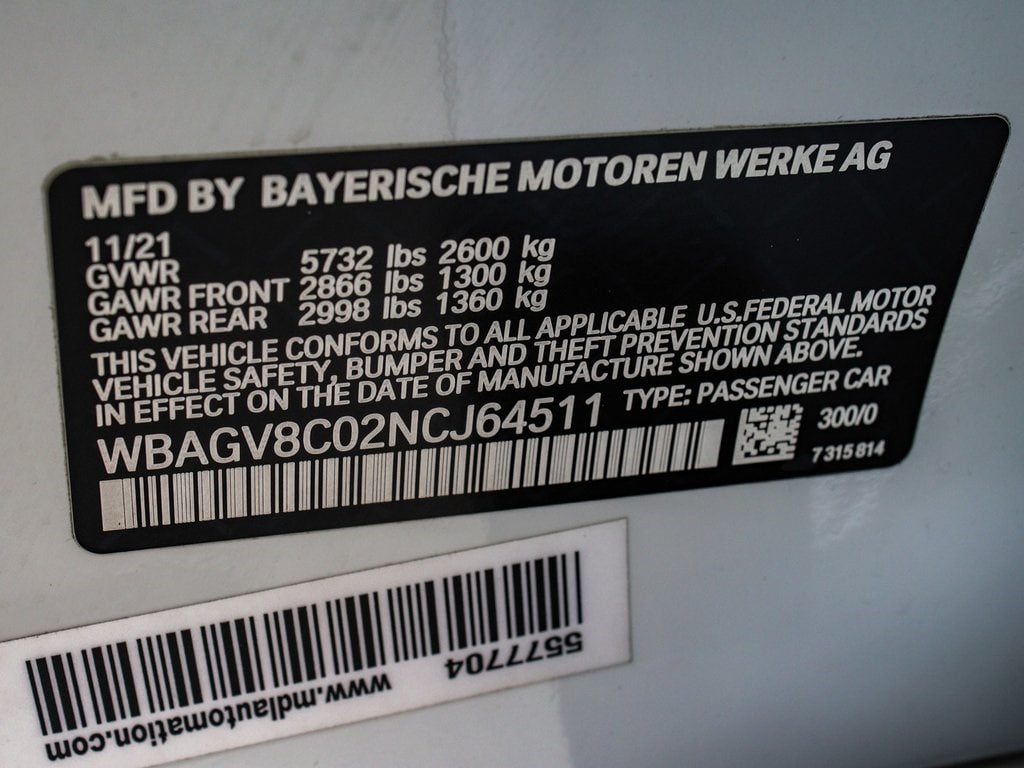 MFD BY BAYERISCHE MOTOREN WERKE AG
11/21
GVWR 5732 lbs 2600 kg
GAWR FRONT 2866 lbs 1300 kg
GAWR REAR 2998 lbs 1360 kg
THIS VEHICLE CONFORMS TO ALL APPLICABLE U.S.FEDERAL MOTOR
VEHICLE SAFETY, BUMPER AND THEFT PREVENTION STANDARDS
IN EFFECT ON THE DATE OF MANUFACTURE SHOWN ABOVE.
WBAGV8C02NCJ64511 TYPE: PASSENGER CAR
300/0
7315814
5577704
www.mdlautomation.com